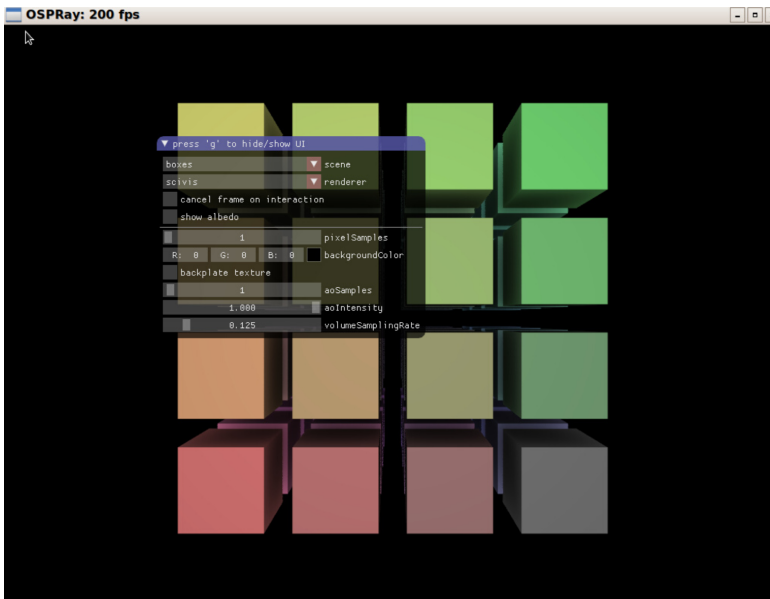 OSPRay: 200 fps
press 'g' to hide/show UI
boxes scene
scivis renderer
cancel frame on interaction
show albedo
1 pixelSamples
R: 0 G: 0 B: 0 backgroundColor
backplate texture
1 aoSamples
1.000 aoIntensity
0.125 volumeSamplingRate